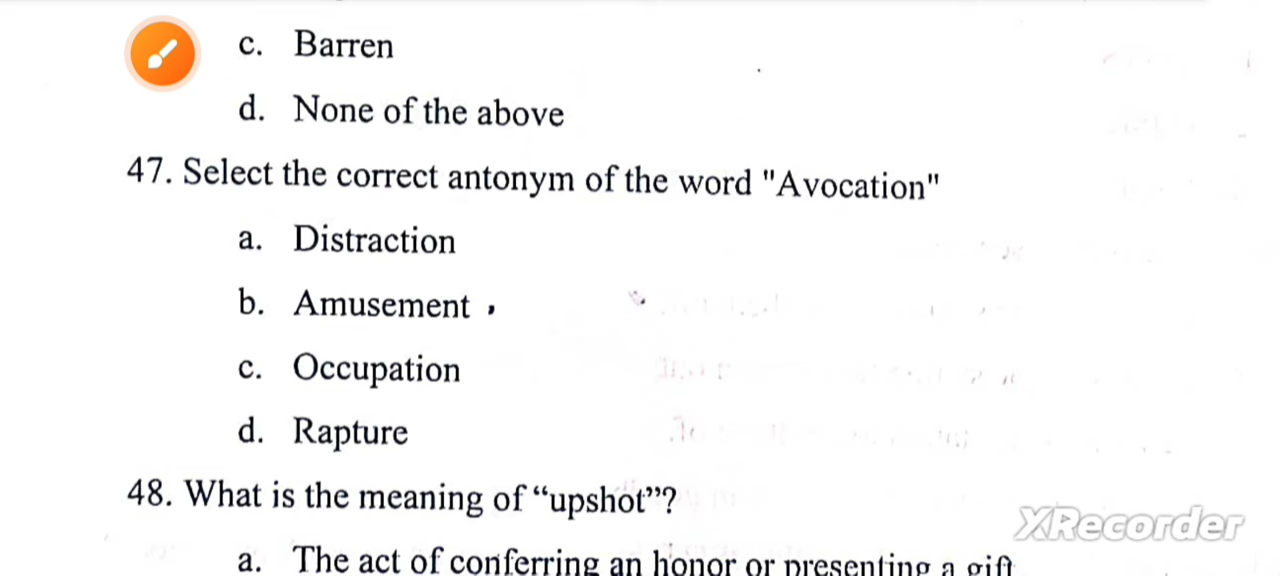 c. Barren
d. None of the above
47. Select the correct antonym of the word "Avocation"
a. Distraction
b. Amusement
c. Occupation
d. Rapture
48. What is the meaning of “upshot”?
XRecorder
a. The act of conferring an honor or presenting a gift